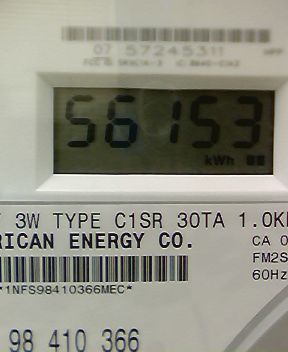 07 57245311
56153
kWh
3W TYPE C1SR 30TA 1.0K
RICAN ENERGY CO.
CA 0
FM2S
60Hz
*1NFS98410366MEC*
98 410 366